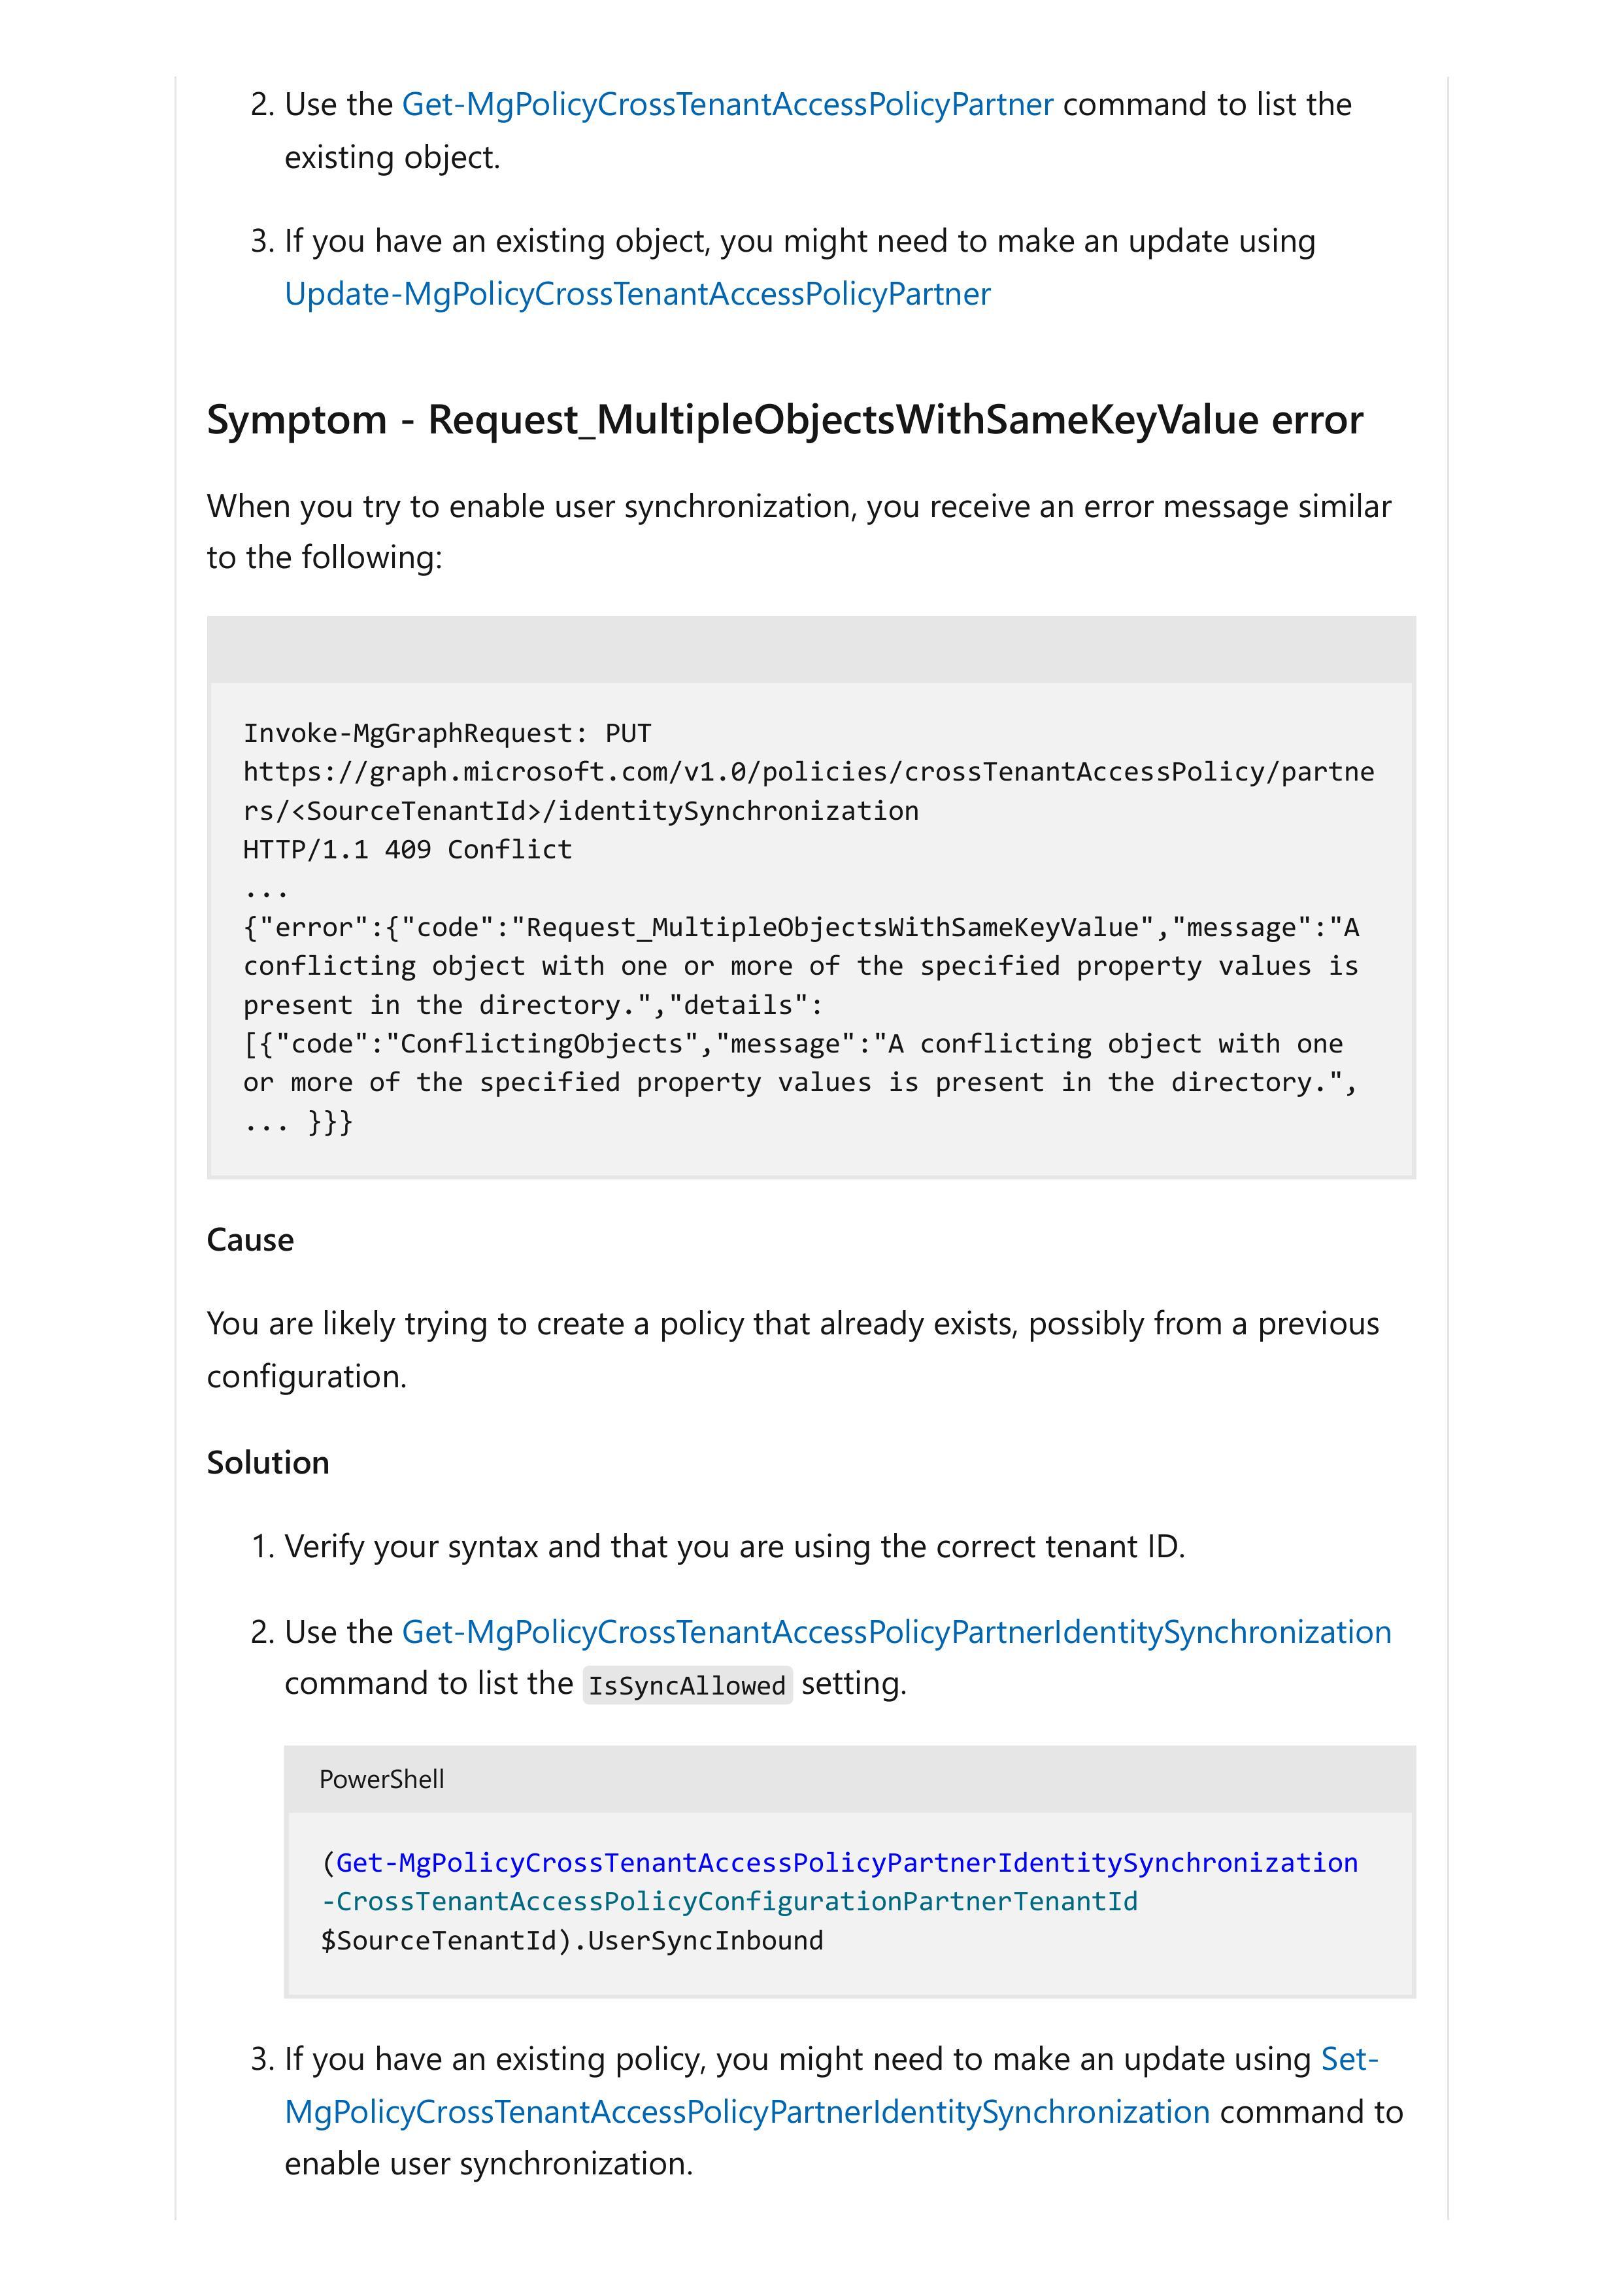 2. Use the Get-MgPolicyCrossTenantAccessPolicyPartner command to list the
existing object.
3. If you have an existing object, you might need to make an update using
Update-MgPolicyCrossTenantAccessPolicyPartner
Symptom - Request_MultipleObjectsWithSameKeyValue error
When you try to enable user synchronization, you receive an error message similar
to the following:
Invoke-MgGraphRequest: PUT
https://graph.microsoft.com/v1.0/policies/crossTenantAccessPolicy/partne
rs/<SourceTenantId>/identitySynchronization
HTTP/1.1 409 Conflict
...
{"error":{"code":"Request_MultipleObjectsWithSameKeyValue","message":"A
conflicting object with one or more of the specified property values is
present in the directory.","details":
[{"code":"ConflictingObjects","message":"A conflicting object with one
or more of the specified property values is present in the directory.",
... }}}
Cause
You are likely trying to create a policy that already exists, possibly from a previous
configuration.
Solution
1. Verify your syntax and that you are using the correct tenant ID.
2. Use the Get-MgPolicyCrossTenantAccessPolicyPartnerIdentitySynchronization
command to list the IsSyncAllowed setting.
PowerShell
(Get-MgPolicyCrossTenantAccessPolicyPartnerIdentitySynchronization
-CrossTenantAccessPolicyConfigurationPartnerTenantId
$SourceTenantId).UserSyncInbound
3. If you have an existing policy, you might need to make an update using Set-
MgPolicyCrossTenantAccessPolicyPartnerIdentitySynchronization command to
enable user synchronization.